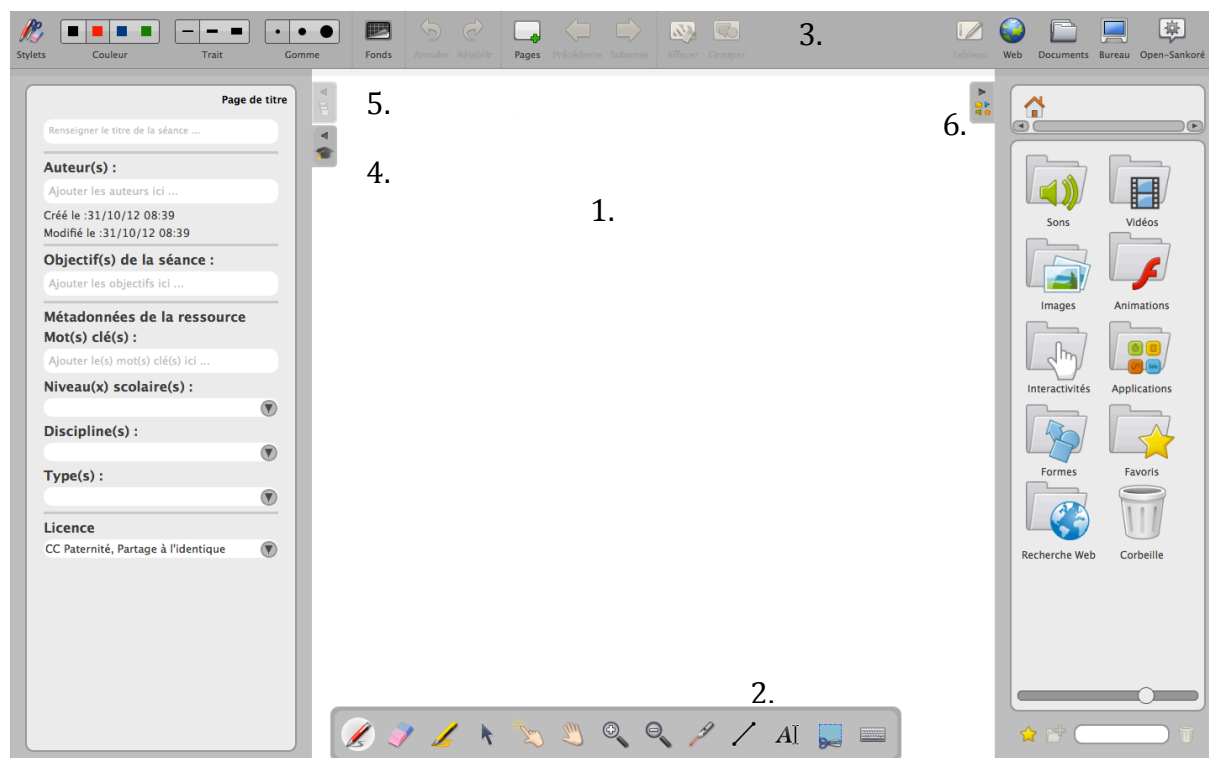 Stylets Couleur Trait Gomme Fonds Annuler Rétablir Pages Précédente Suivante Effacer Grouper 3. Tableau Web Documents Bureau Open-Sankoré
Page de titre
Renseigner le titre de la séance ...
Auteur(s) :
Ajouter les auteurs ici ...
Créé le :31/10/12 08:39
Modifié le :31/10/12 08:39
Objectif(s) de la séance :
Ajouter les objectifs ici ...
Métadonnées de la ressource
Mot(s) clé(s) :
Ajouter le(s) mot(s) clé(s) ici ...
Niveau(x) scolaire(s) :
Discipline(s) :
Type(s) :
Licence
CC Paternité, Partage à l'identique
5.
4.
1.
2.
AI
6.
Sons Vidéos
Images Animations
Interactivités Applications
Formes Favoris
Recherche Web Corbeille